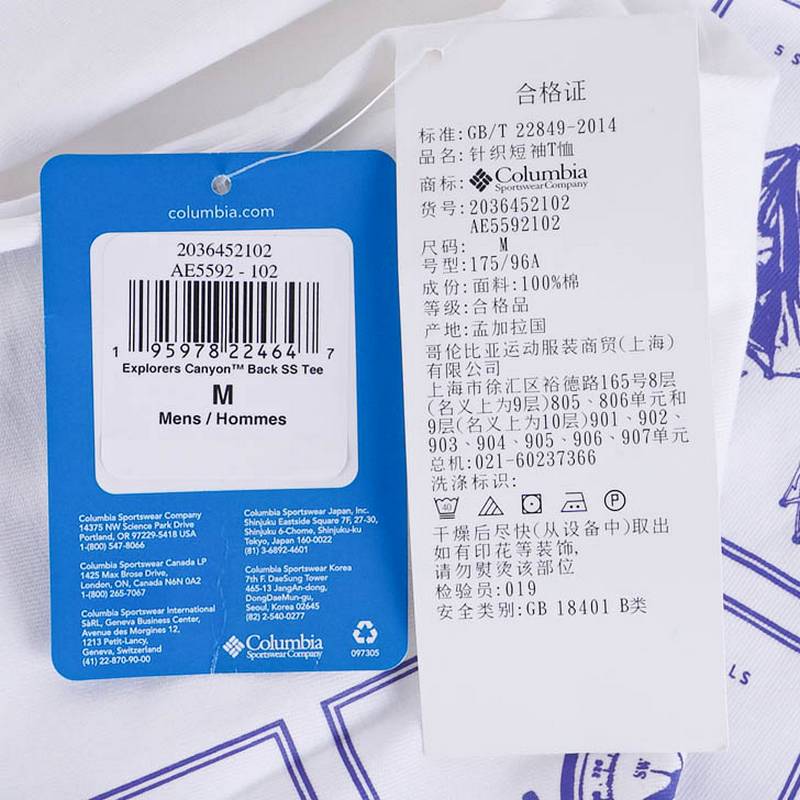 columbia.com
2036452102
AE5592 - 102
1 95978 22464 7
Explorers Canyon™ Back SS Tee
M
Mens / Hommes
Columbia Sportswear Company
14375 NW Science Park Drive
Portland, OR 97229-5418 USA
1-(800) 547-8066
Columbia Sportswear Canada LP
1425 Max Brose Drive,
London, ON, Canada N6N 0A2
1-(800) 265-7067
Columbia Sportswear International
SàRL, Geneva Business Center,
Avenue des Morgines 12,
1213 Petit-Lancy,
Geneva, Switzerland
(41) 22-870-90-00
Columbia Sportswear Japan, Inc.
Shinjuku Eastside Square 7F, 27-30,
Shinjuku 6-Chome, Shinjuku-ku
Tokyo, Japan 160-0022
(81) 3-6892-4601
Columbia Sportswear Korea
7th F. DaeSung Tower
465-13 JangAn-dong,
DongDaeMun-gu,
Seoul, Korea 02645
(82) 2-540-0277
Columbia
Sportswear Company
097305
合格证
标准:GB/T 22849-2014
品名:针织短袖T恤
商标:Columbia
Sportswear Company
货号:2036452102
AE5592102
尺码: M
号型:175/96A
成份:面料:100%棉
等级:合格品
产地:孟加拉国
哥伦比亚运动服装商贸(上海)
有限公司
上海市徐汇区裕德路165号8层
(名义上为9层)805、806单元和
9层(名义上为10层)901、902、
903、904、905、906、907单元
总机:021-60237366
洗涤标识:
40
P
干燥后尽快(从设备中)取出
如有印花等装饰,
请勿熨烫该部位
检验员:019
安全类别:GB 18401 B类
LS